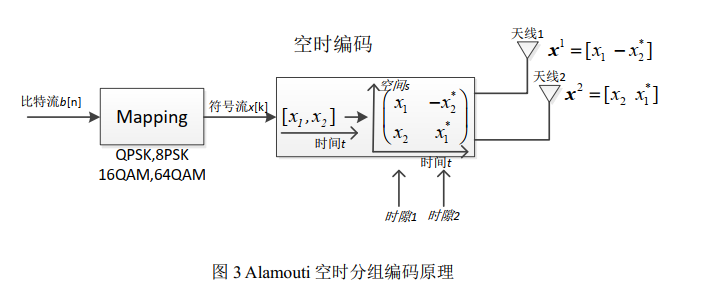 空时编码
天线1
x¹ =[x₁ −x₂*]
天线2
x² =[x₂ x₁*]
比特流b[n]
Mapping
QPSK,8PSK
16QAM,64QAM
符号流x[k]
[x₁,x₂]
时间t
空间s
x₁ −x₂*
x₂ x₁*
时间t
时隙1 时隙2
图 3 Alamouti 空时分组编码原理